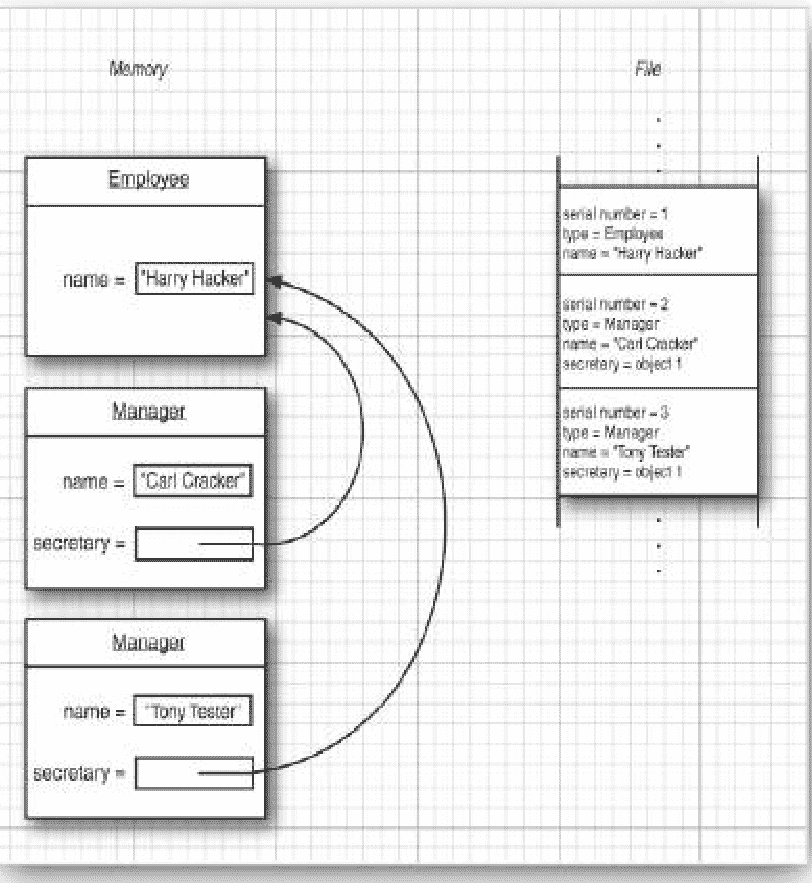 Memory
File
Employee
name = "Harry Hacker"
Manager
name = "Carl Cracker"
secretary =
Manager
name = "Tony Tester"
secretary =
serial number = 1
type = Employee
name = "Harry Hacker"
serial number = 2
type = Manager
name = "Carl Cracker"
secretary = object 1
serial number = 3
type = Manager
name = "Tony Tester"
secretary = object 1